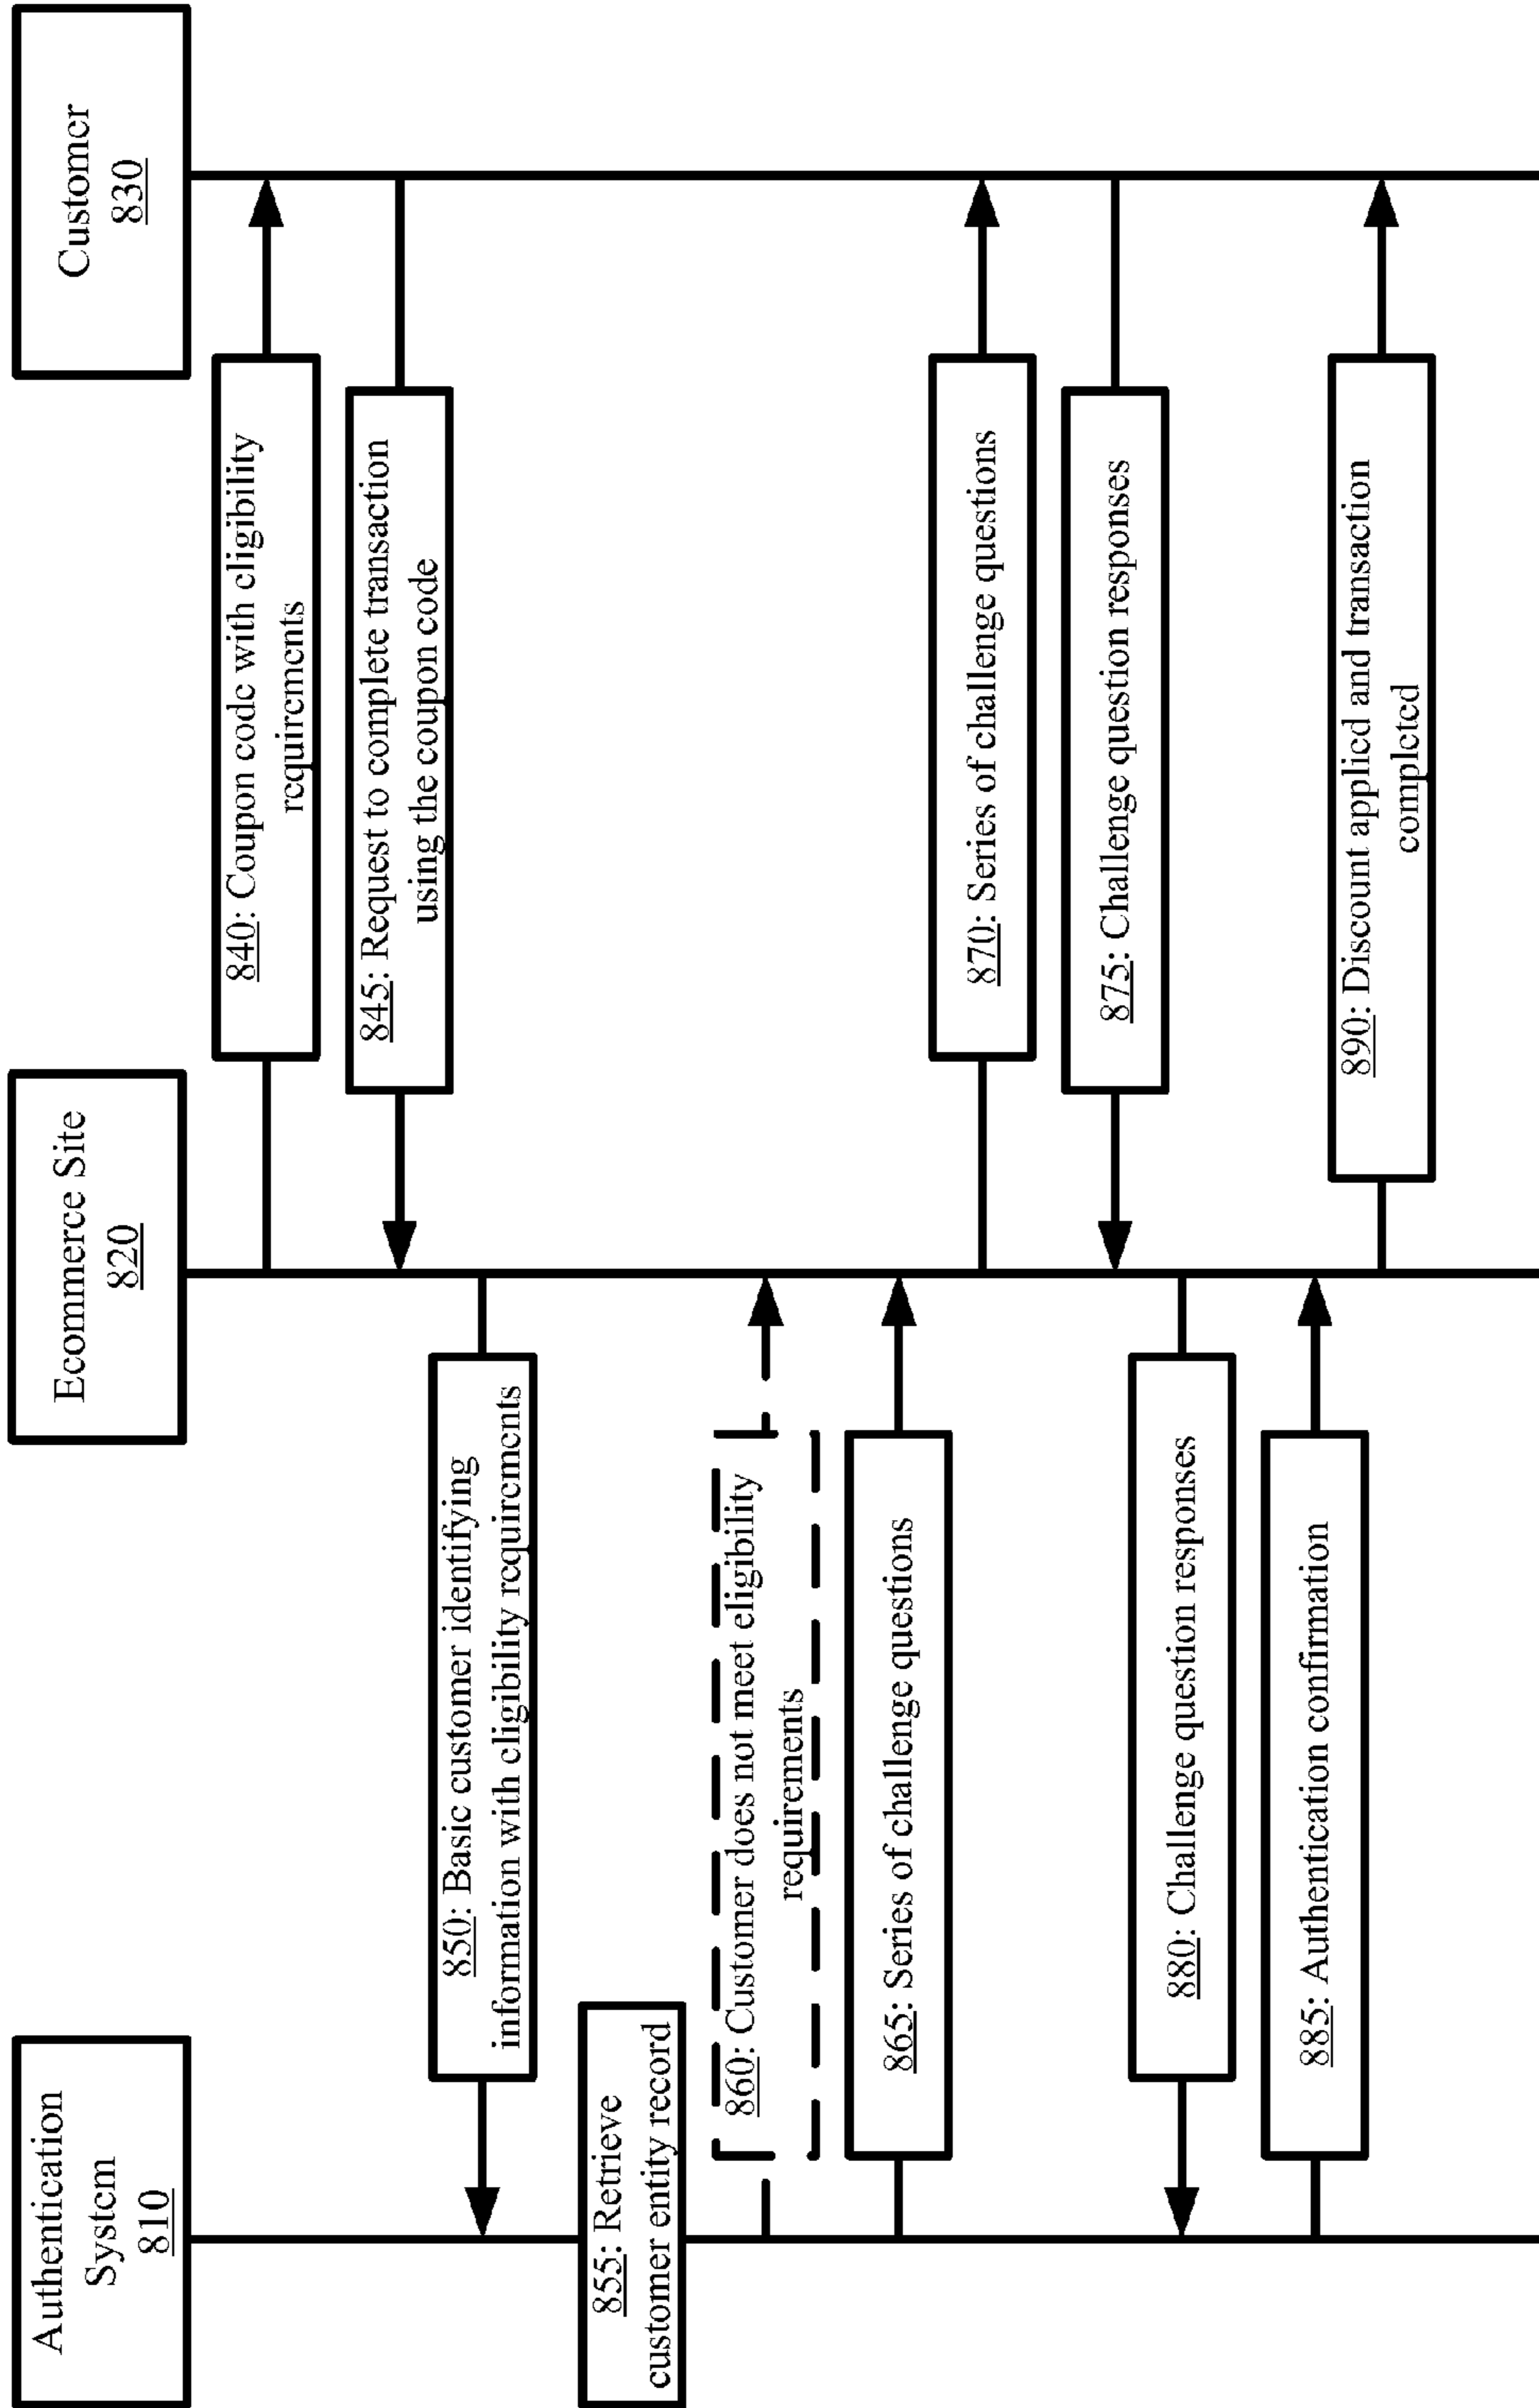 Authentication
System
810
Ecommerce Site
820
Customer
830
840: Coupon code with eligibility
requirements
845: Request to complete transaction
using the coupon code
850: Basic customer identifying
information with eligibility requirements
855: Retrieve
customer entity record
860: Customer does not meet eligibility
requirements
865: Series of challenge questions
870: Series of challenge questions
875: Challenge question responses
880: Challenge question responses
885: Authentication confirmation
890: Discount applied and transaction
completed